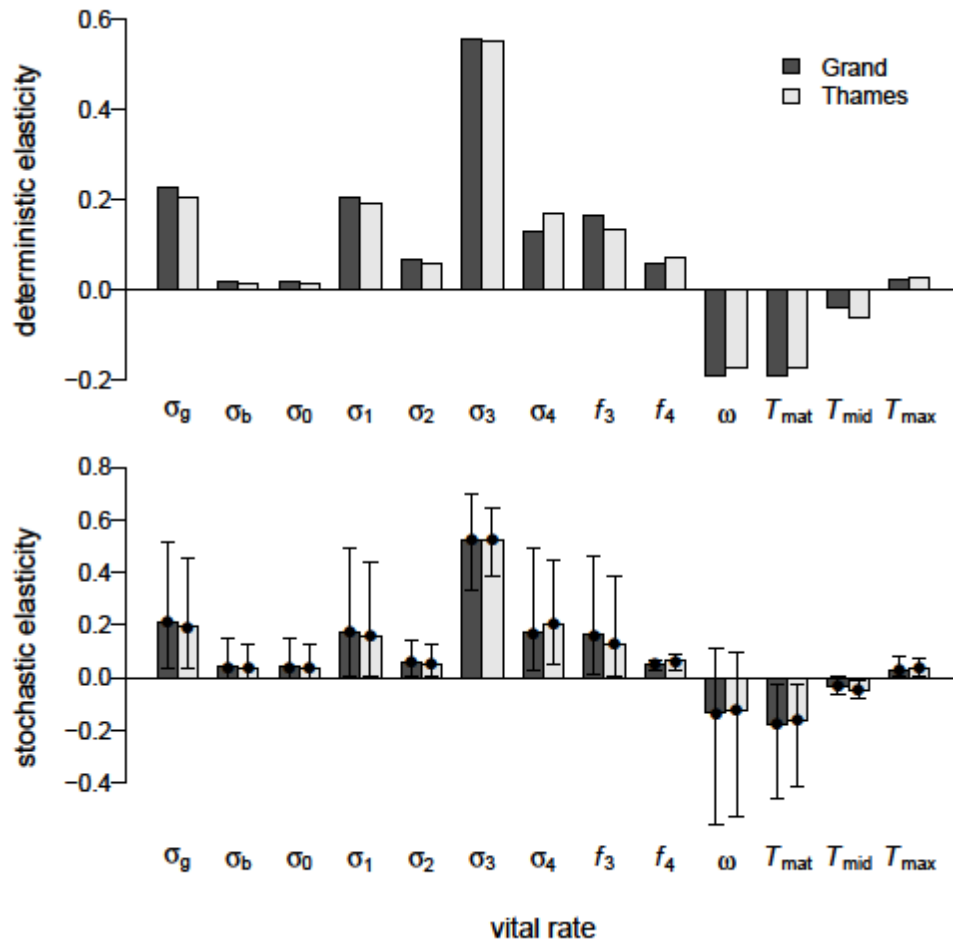 0.6
0.4
0.2
0.0
−0.2
deterministic elasticity
Grand
Thames
σg σb σ0 σ1 σ2 σ3 σ4 f3 f4 ω Tmat Tmid Tmax
0.8
0.6
0.4
0.2
0.0
−0.2
−0.4
stochastic elasticity
σg σb σ0 σ1 σ2 σ3 σ4 f3 f4 ω Tmat Tmid Tmax
vital rate